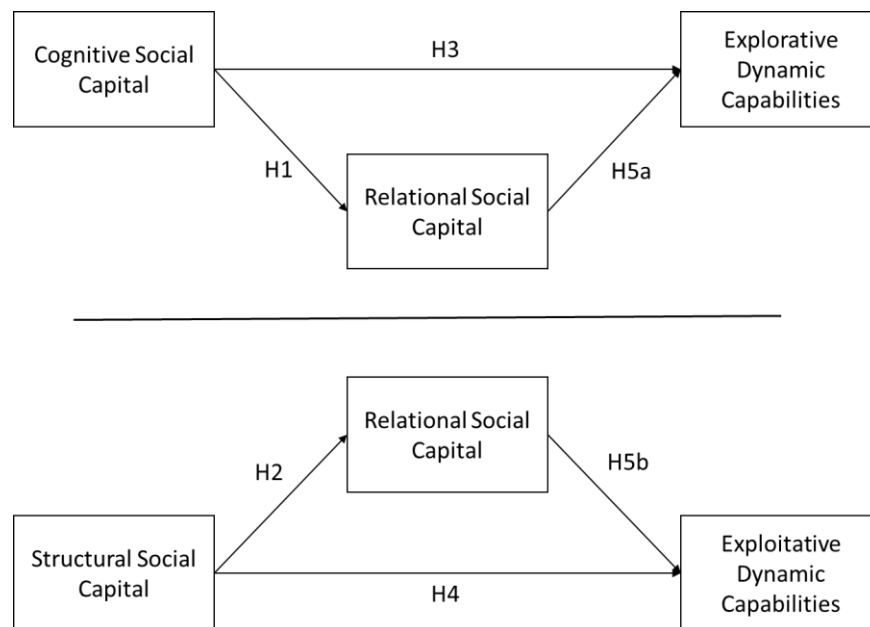 Cognitive Social
Capital
H3
Explorative
Dynamic
Capabilities
H1
Relational Social
Capital
H5a
Relational Social
Capital
H2
H5b
Structural Social
Capital
H4
Exploitative
Dynamic
Capabilities